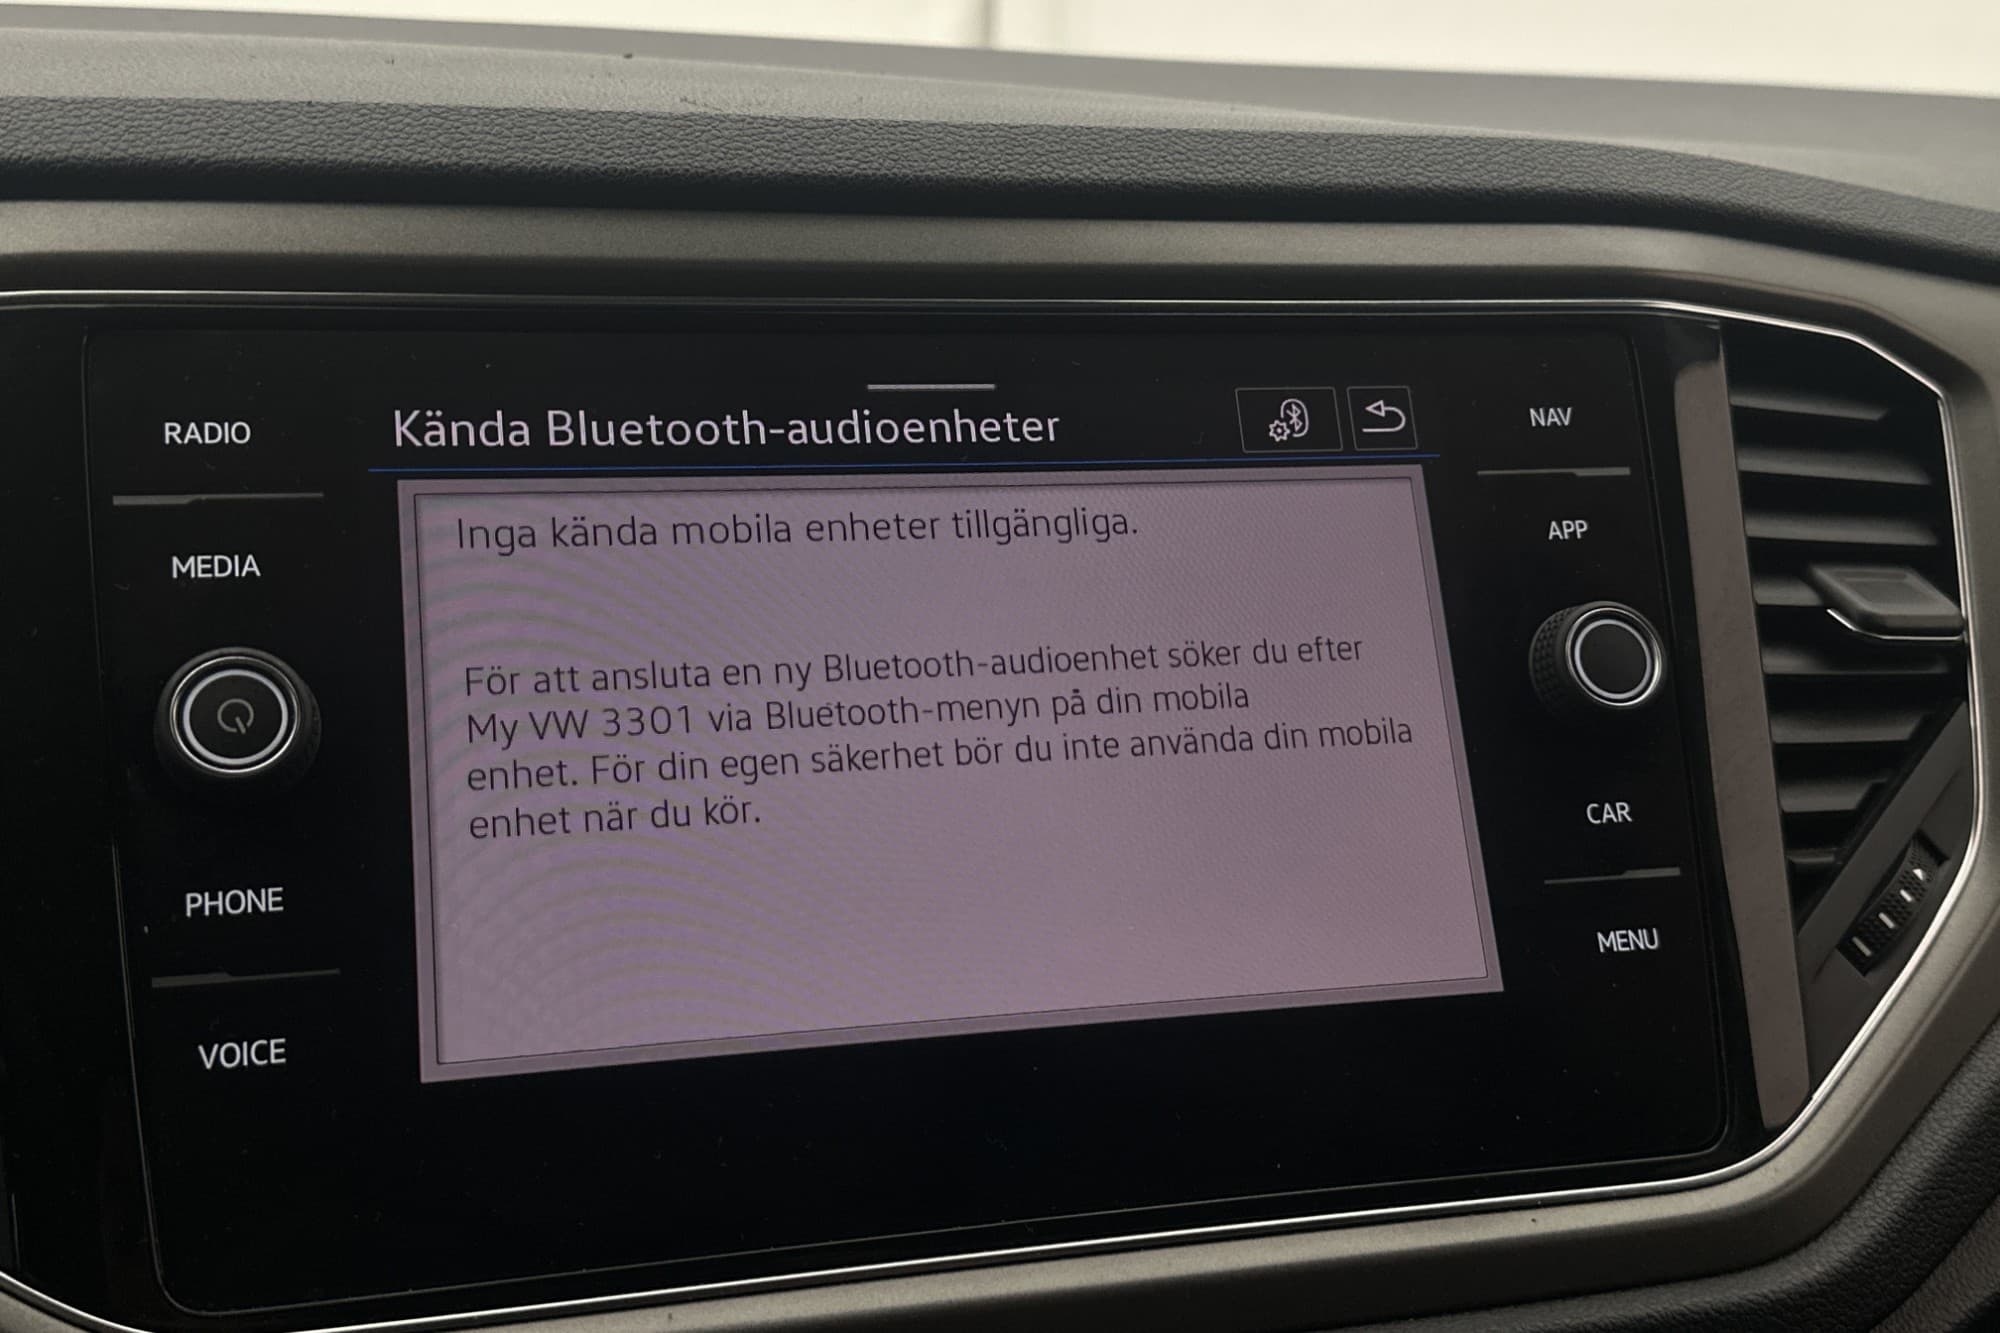 Kända Bluetooth-audioenheter
Inga kända mobila enheter tillgängliga.
För att ansluta en ny Bluetooth-audioenhet söker du efter
My VW 3301 via Bluetooth-menyn på din mobila
enhet. För din egen säkerhet bör du inte använda din mobila
enhet när du kör.
RADIO
MEDIA
PHONE
VOICE
NAV
APP
CAR
MENU